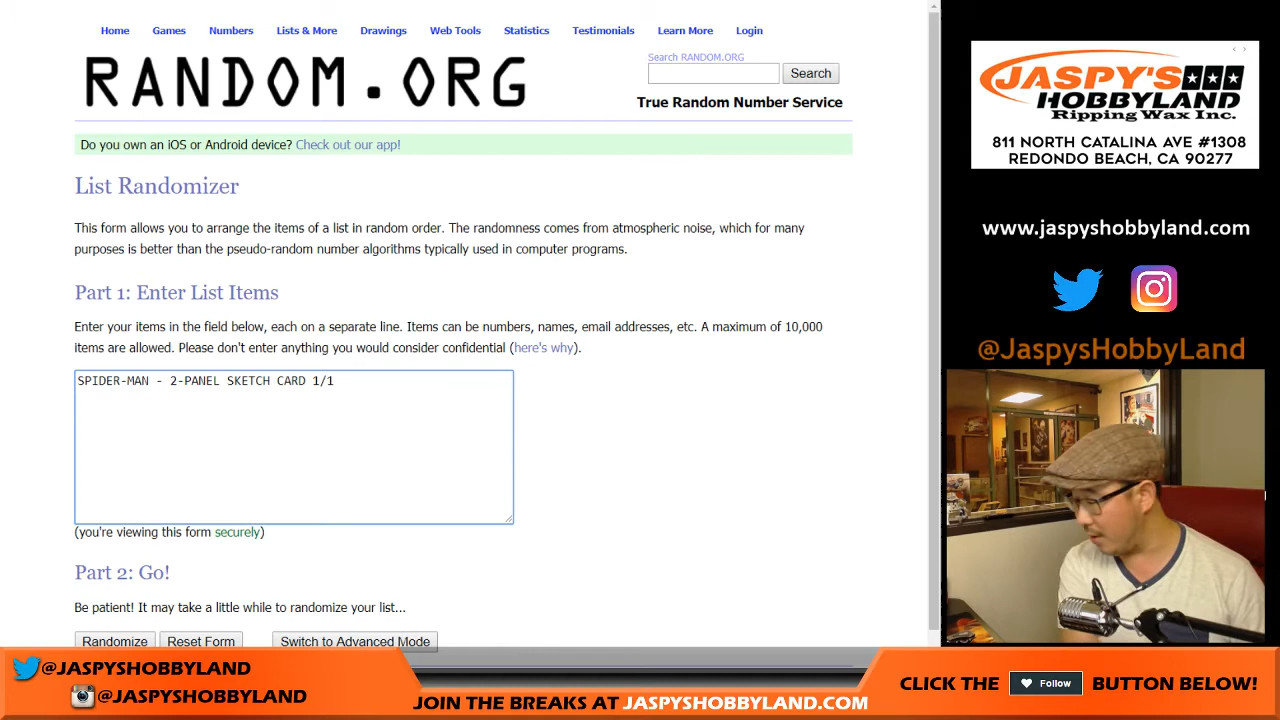 Home Games Numbers Lists & More Drawings Web Tools Statistics Testimonials Learn More Login
RANDOM.ORG
Search RANDOM.ORG
Search
True Random Number Service
Do you own an iOS or Android device? Check out our app!
List Randomizer
This form allows you to arrange the items of a list in random order. The randomness comes from atmospheric noise, which for many
purposes is better than the pseudo-random number algorithms typically used in computer programs.
Part 1: Enter List Items
Enter your items in the field below, each on a separate line. Items can be numbers, names, email addresses, etc. A maximum of 10,000
items are allowed. Please don't enter anything you would consider confidential (here's why).
SPIDER-MAN - 2-PANEL SKETCH CARD 1/1
(you're viewing this form securely)
Part 2: Go!
Be patient! It may take a little while to randomize your list...
Randomize Reset Form Switch to Advanced Mode
JASPY'S
HOBBYLAND
Ripping Wax Inc.
811 NORTH CATALINA AVE #1308
REDONDO BEACH, CA 90277
www.jaspyshobbyland.com
@JaspysHobbyLand
@JASPYSHOBBYLAND
@JASPYSHOBBYLAND
JOIN THE BREAKS AT JASPYSHOBBYLAND.COM
CLICK THE Follow BUTTON BELOW!